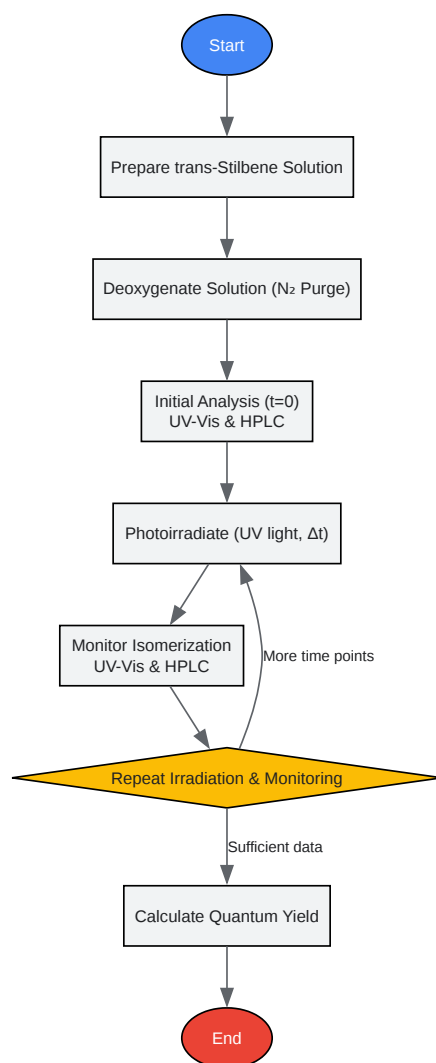 Start
Prepare trans-Stilbene Solution
Deoxygenate Solution (N₂ Purge)
Initial Analysis (t=0)
UV-Vis & HPLC
Photoirradiate (UV light, Δt)
Monitor Isomerization
UV-Vis & HPLC
More time points
Repeat Irradiation & Monitoring
Sufficient data
Calculate Quantum Yield
End